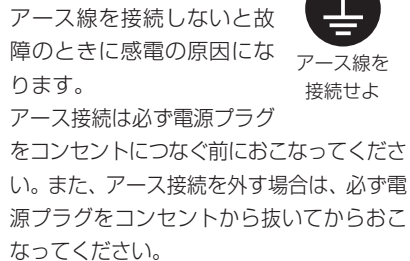 アース線を接続しないと故
障のときに感電の原因にな
ります。
アース線を
接続せよ
アース接続は必ず電源プラグ
をコンセントにつなぐ前におこなってくださ
い。また、アース接続を外す場合は、必ず電
源プラグをコンセントから抜いてからおこ
なってください。